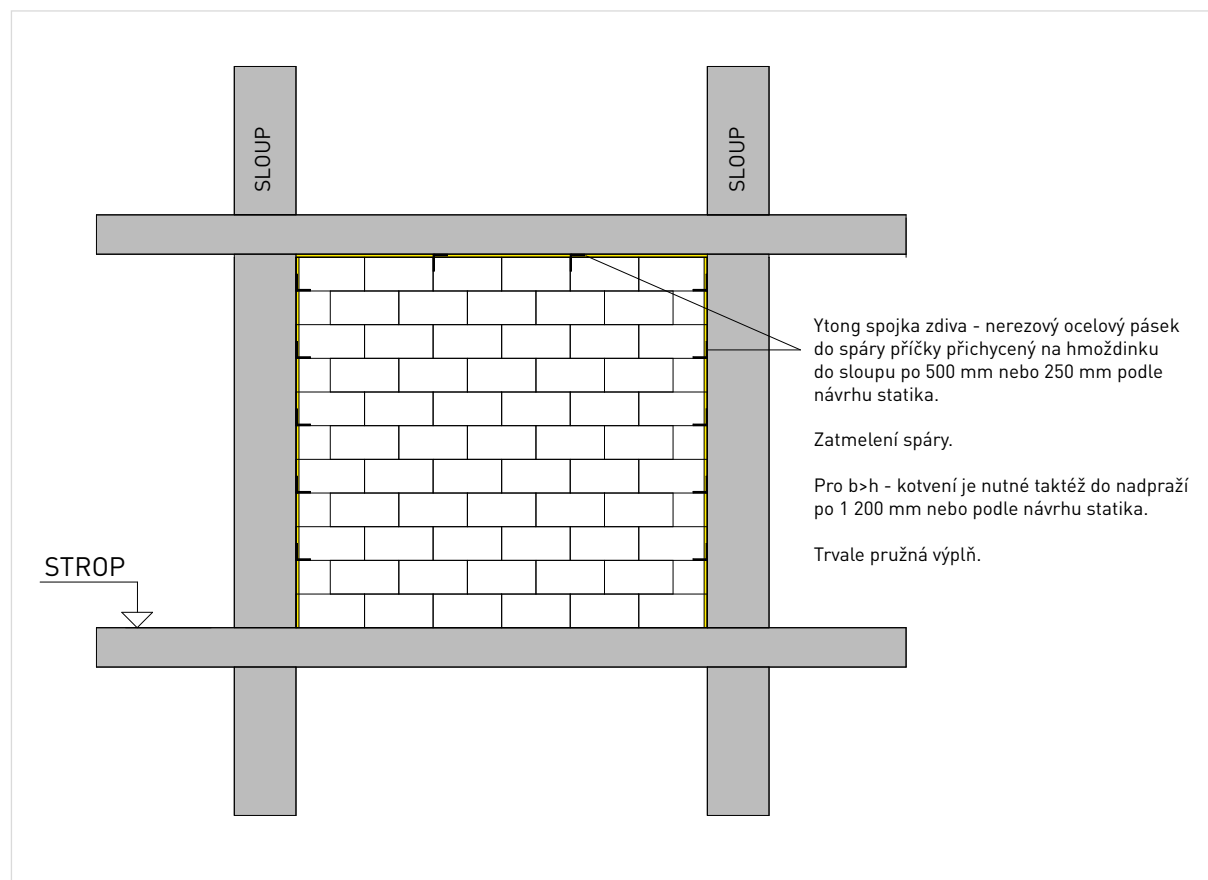 SLOUP
SLOUP
Ytong spojka zdiva - nerezový ocelový pásek
do spáry příčky přichycený na hmoždinku
do sloupu po 500 mm nebo 250 mm podle
návrhu statika.
Zatmelení spáry.
Pro b>h - kotvení je nutné taktéž do nadpraží
po 1 200 mm nebo podle návrhu statika.
Trvale pružná výplň.
STROP